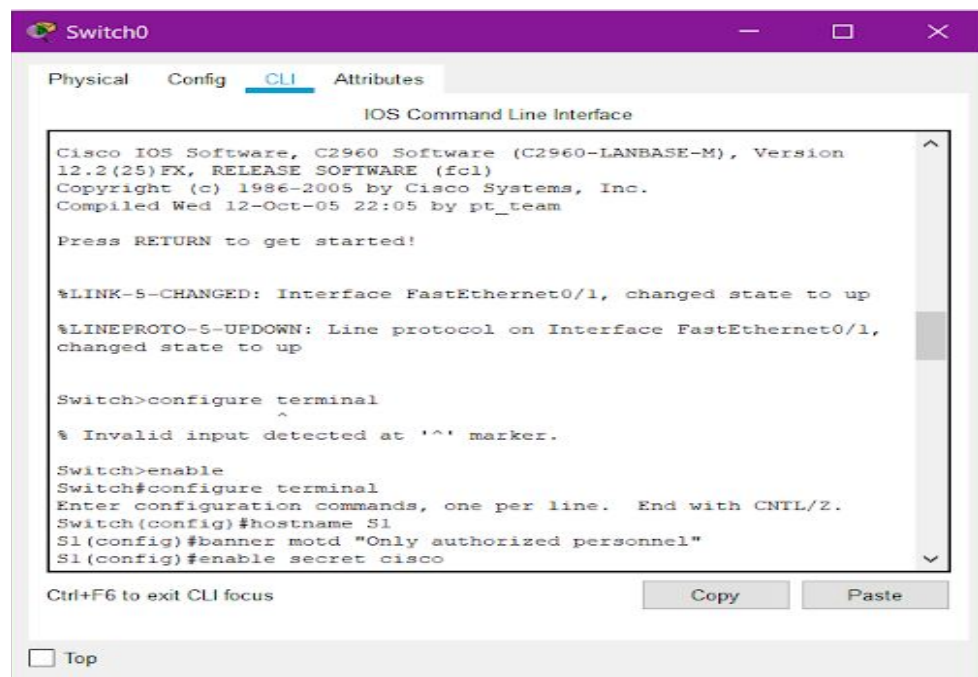 Switch0
Physical Config CLI Attributes
IOS Command Line Interface
Cisco IOS Software, C2960 Software (C2960-LANBASE-M), Version
12.2(25)FX, RELEASE SOFTWARE (fc1)
Copyright (c) 1986-2005 by Cisco Systems, Inc.
Compiled Wed 12-Oct-05 22:05 by pt_team
Press RETURN to get started!
%LINK-5-CHANGED: Interface FastEthernet0/1, changed state to up
%LINEPROTO-5-UPDOWN: Line protocol on Interface FastEthernet0/1,
changed state to up
Switch>configure terminal
^
% Invalid input detected at '^' marker.
Switch>enable
Switch#configure terminal
Enter configuration commands, one per line. End with CNTL/Z.
Switch(config)#hostname S1
S1(config)#banner motd "Only authorized personnel"
S1(config)#enable secret cisco
Ctrl+F6 to exit CLI focus
Copy Paste
Top